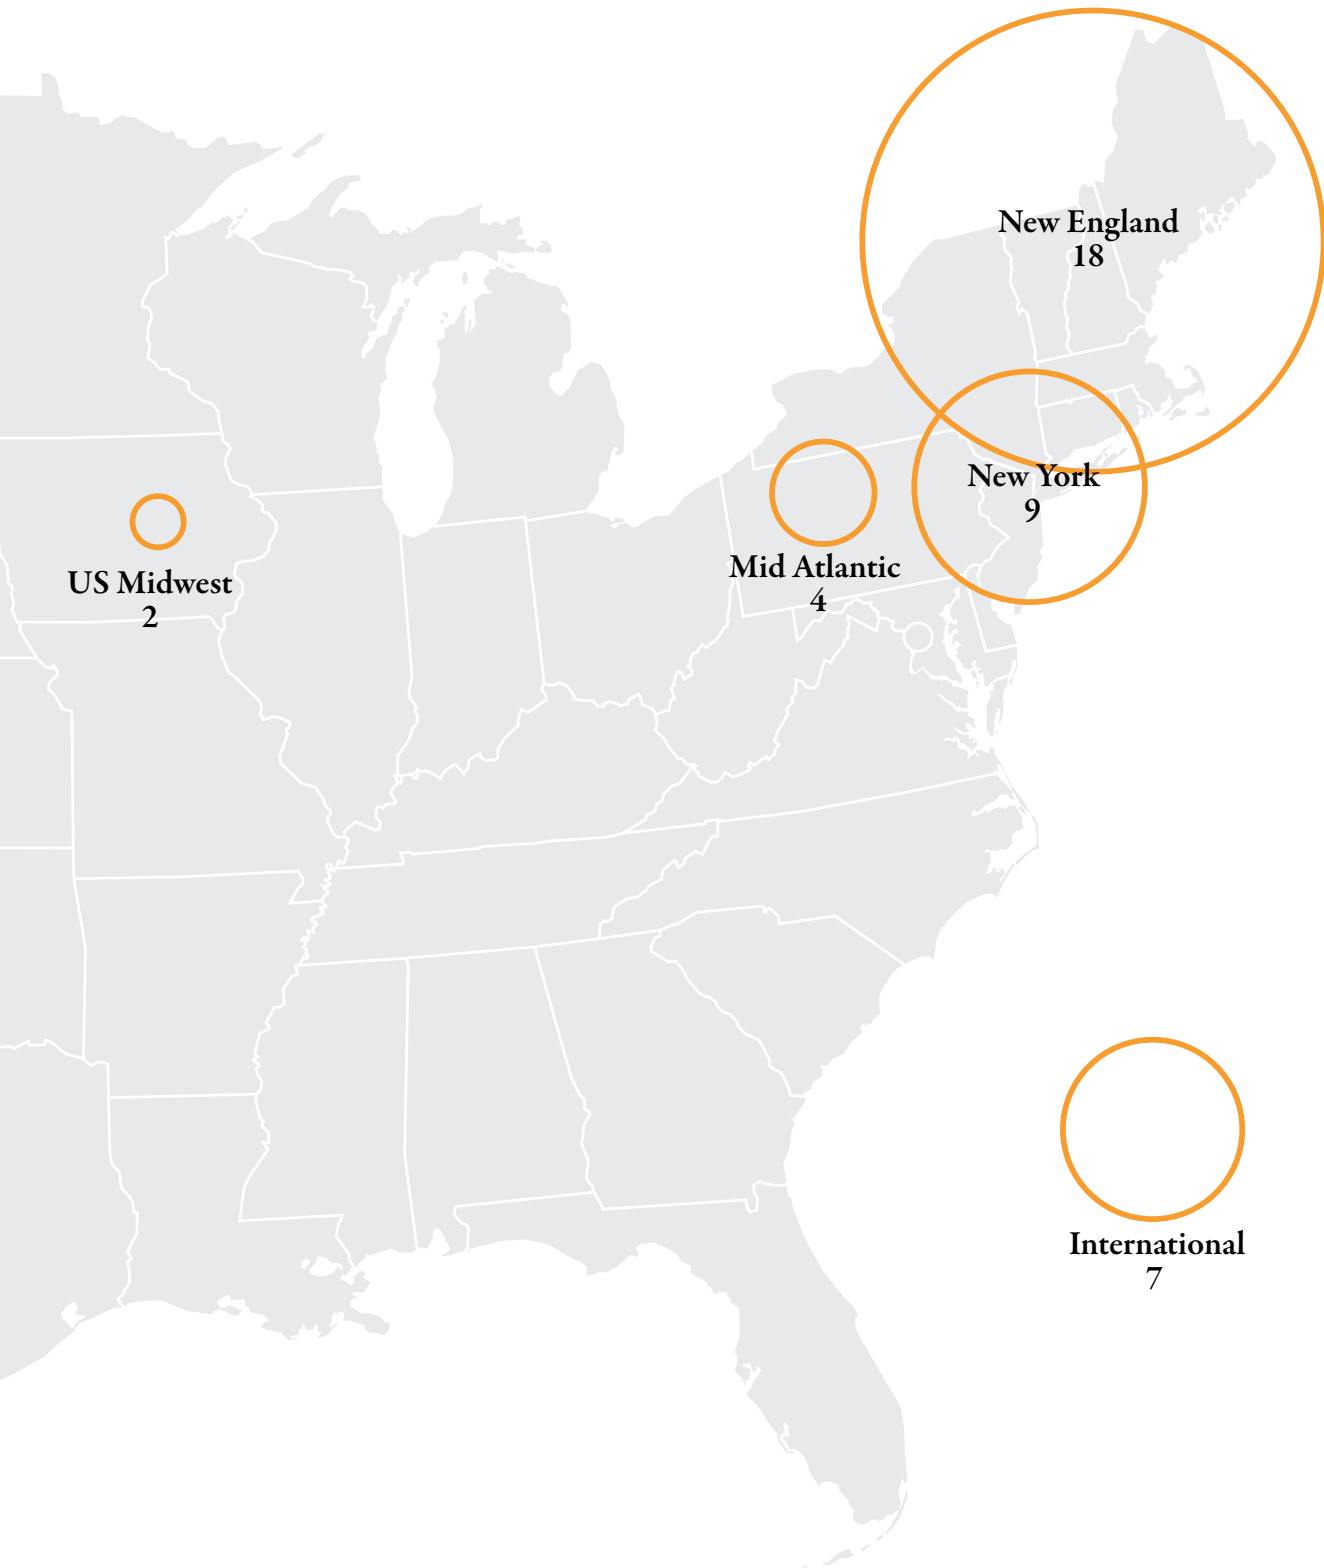 New England
18
New York
9
Mid Atlantic
4
US Midwest
2
International
7